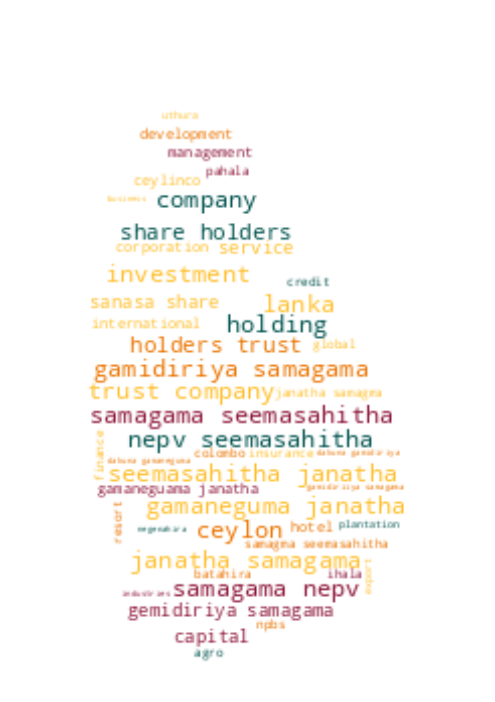 uthura
development
management
pahala
ceylinco
business company
share holders
corporation service
investment
credit
sanasa share
lanka
international holding
holders trust global
gamidiriya samagama
trust company janatha samagma
samagama seemasahitha
nepv seemasahitha
finance
colombo insurance dakuna gamidiriya
dakuna gamaneguma
seemasahitha janatha
gamaneguama janatha gamidiriya samagama
gamaneguma janatha
resort
negenahira ceylon hotel plantation
samagma seemasahitha
janatha samagama
export
batahira ihala
industries samagama nepv
gemidiriya samagama
npbs
capital
agro